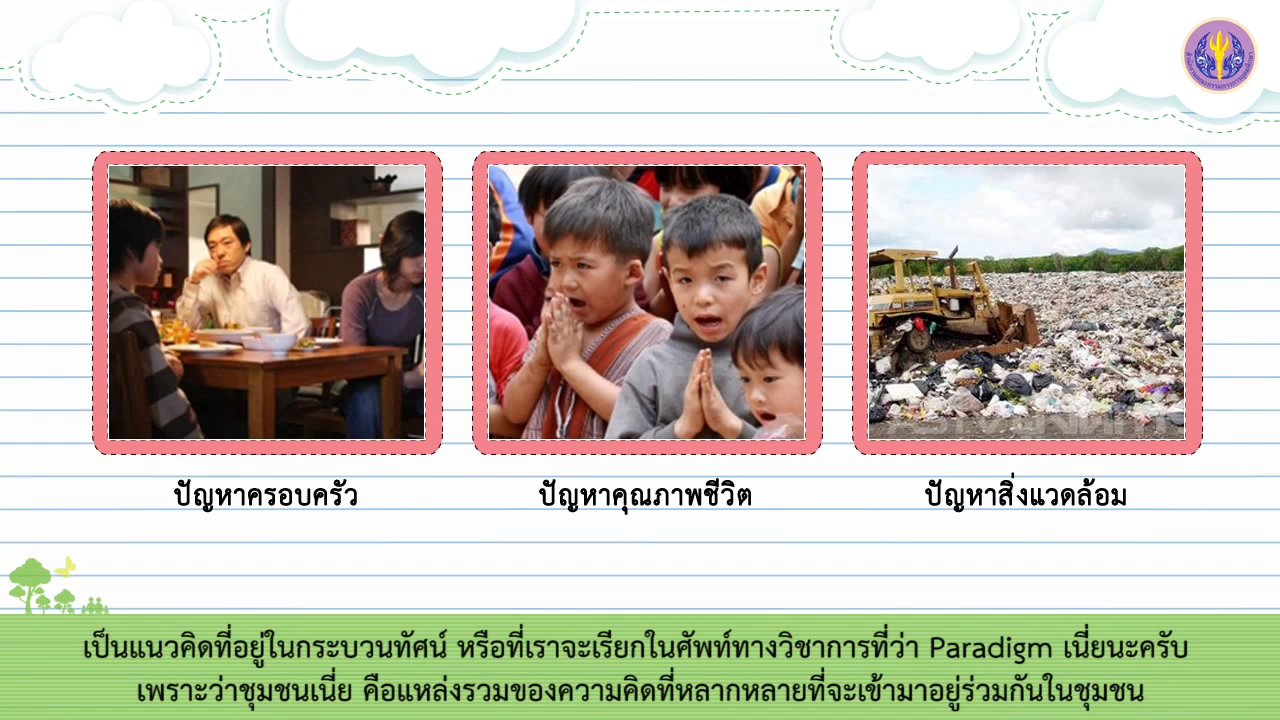 ปัญหาครอบครัว
ปัญหาคุณภาพชีวิต
ปัญหาสิ่งแวดล้อม
เป็นแนวคิดที่อยู่ในกระบวนทัศน์ หรือที่เราจะเรียกในศัพท์ทางวิชาการที่ว่า Paradigm เนี่ยนะครับ
เพราะว่าชุมชนเนี่ย คือแหล่งรวมของความคิดที่หลากหลายที่จะเข้ามาอยู่ร่วมกันในชุมชน